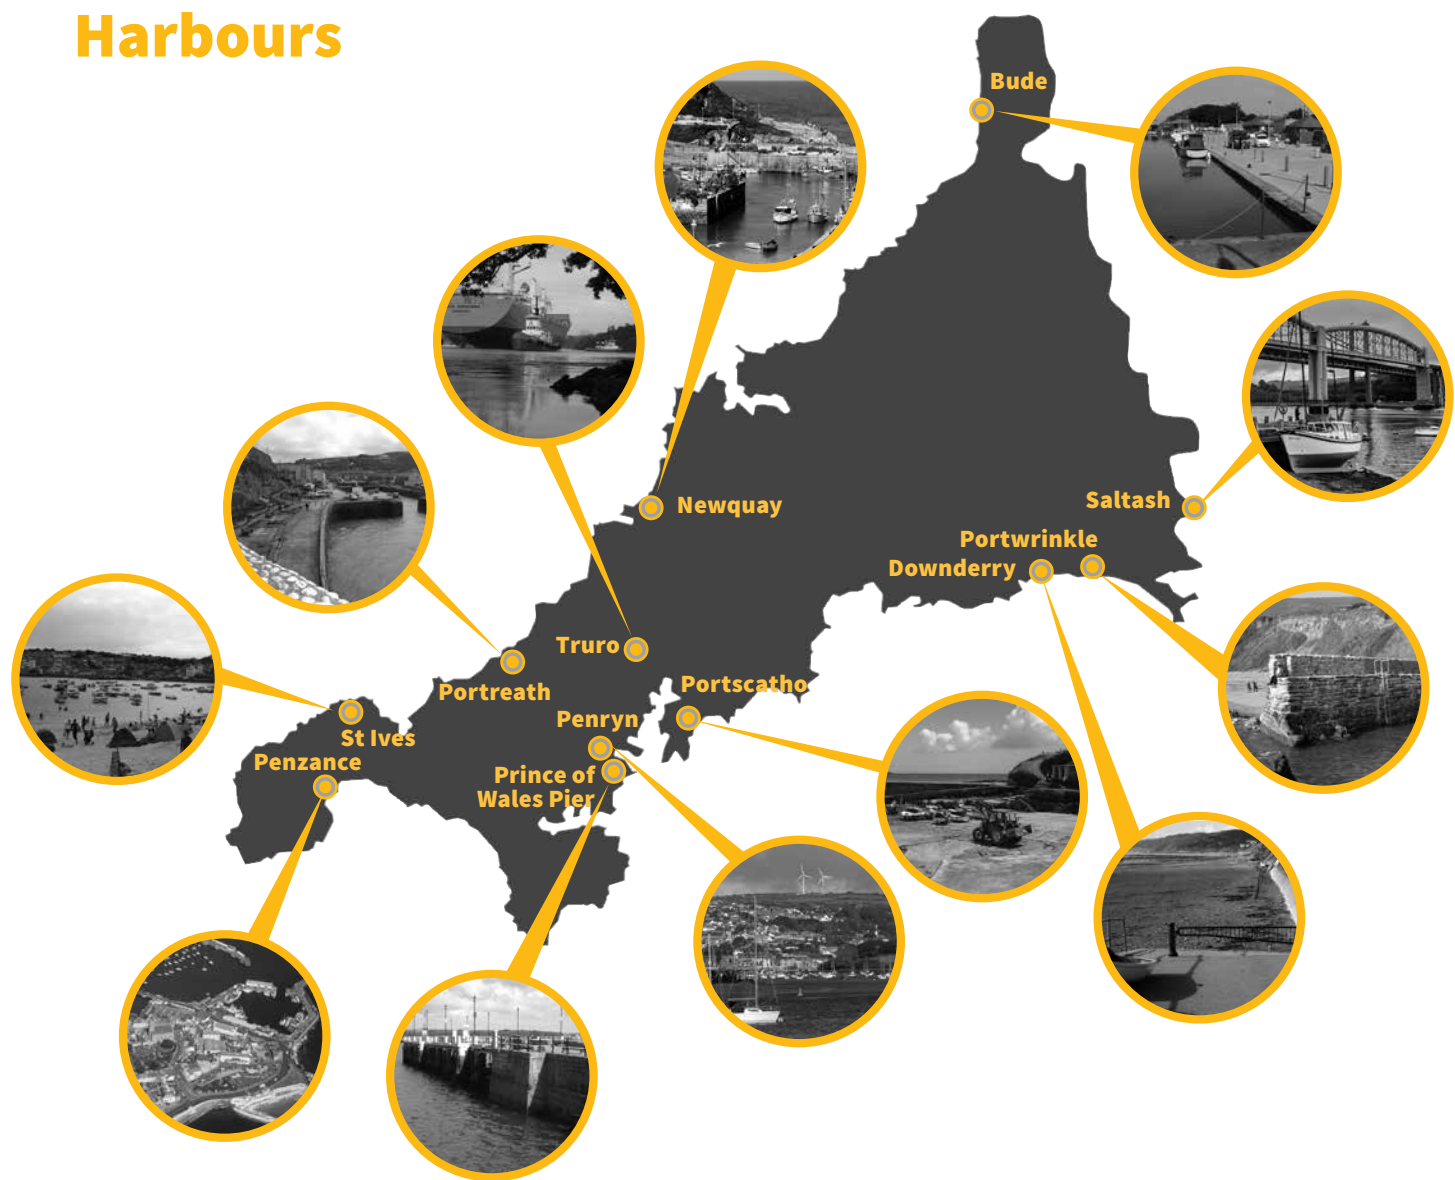 Harbours
Bude
Newquay
Saltash
Portwrinkle
Downderry
Truro
Portreath
Portscatho
Penryn
St Ives
Penzance
Prince of
Wales Pier